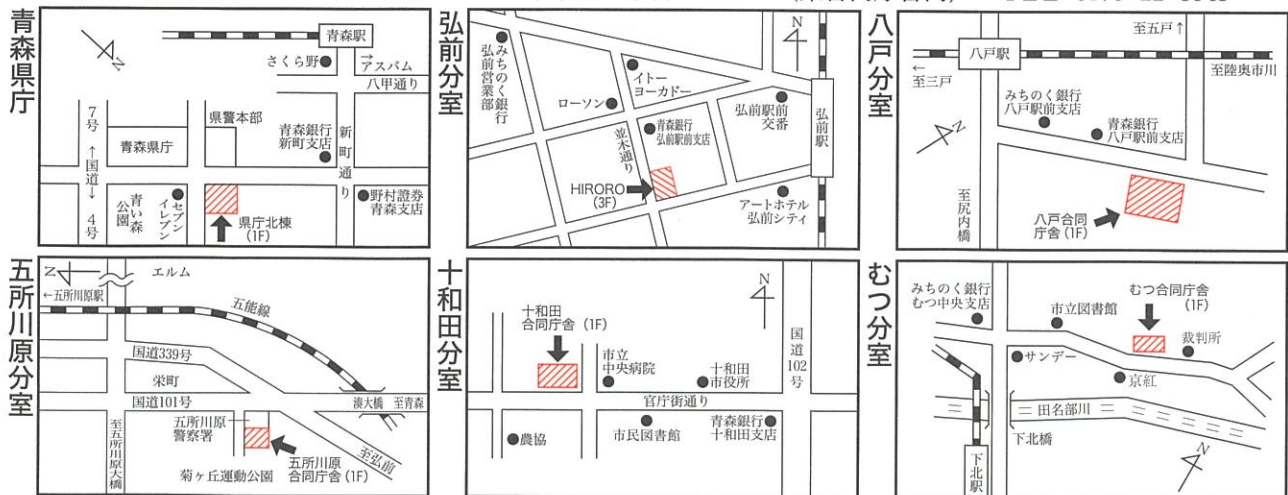 青森県庁
青森駅
さくら野
→
アスパム
八甲通り
N
7号
↑国道↓
4号
県警本部
青森県庁
青森銀行
新町支店
新町通り
青い森
公園
セブン
イレブン
県庁北棟
(1F)
野村證券
青森支店
弘前分室
みちのく銀行
弘前営業部
イトー
ヨーカドー
ローソン
N
弘前駅前
交番
弘前駅
青森銀行
弘前駅前支店
並木通り
HIRORO
(3F)
アートホテル
弘前シティ
八戸分室
至五戸↑
八戸駅
←
至三戸
至陸奥市川
みちのく銀行
八戸駅前支店
青森銀行
八戸駅前支店
N
至尻内橋
八戸合同
庁舎(1F)
五所川原分室
N
エルム
←五所川原駅
五能線
国道339号
栄町
国道101号
湊大橋
至青森
五所川原
警察署
至五所川原大橋
菊ヶ丘運動公園
五所川原
合同庁舎(1F)
至弘前
十和田分室
十和田
合同庁舎(1F)
N
国道102号
市立
中央病院
十和田
市役所
官庁街通り
農協
市民図書館
青森銀行
十和田支店
むつ分室
みちのく銀行
むつ中央支店
市立図書館
むつ合同庁舎
(1F)
裁判所
サンデー
京紅
田名部川
下北橋
下北駅
N